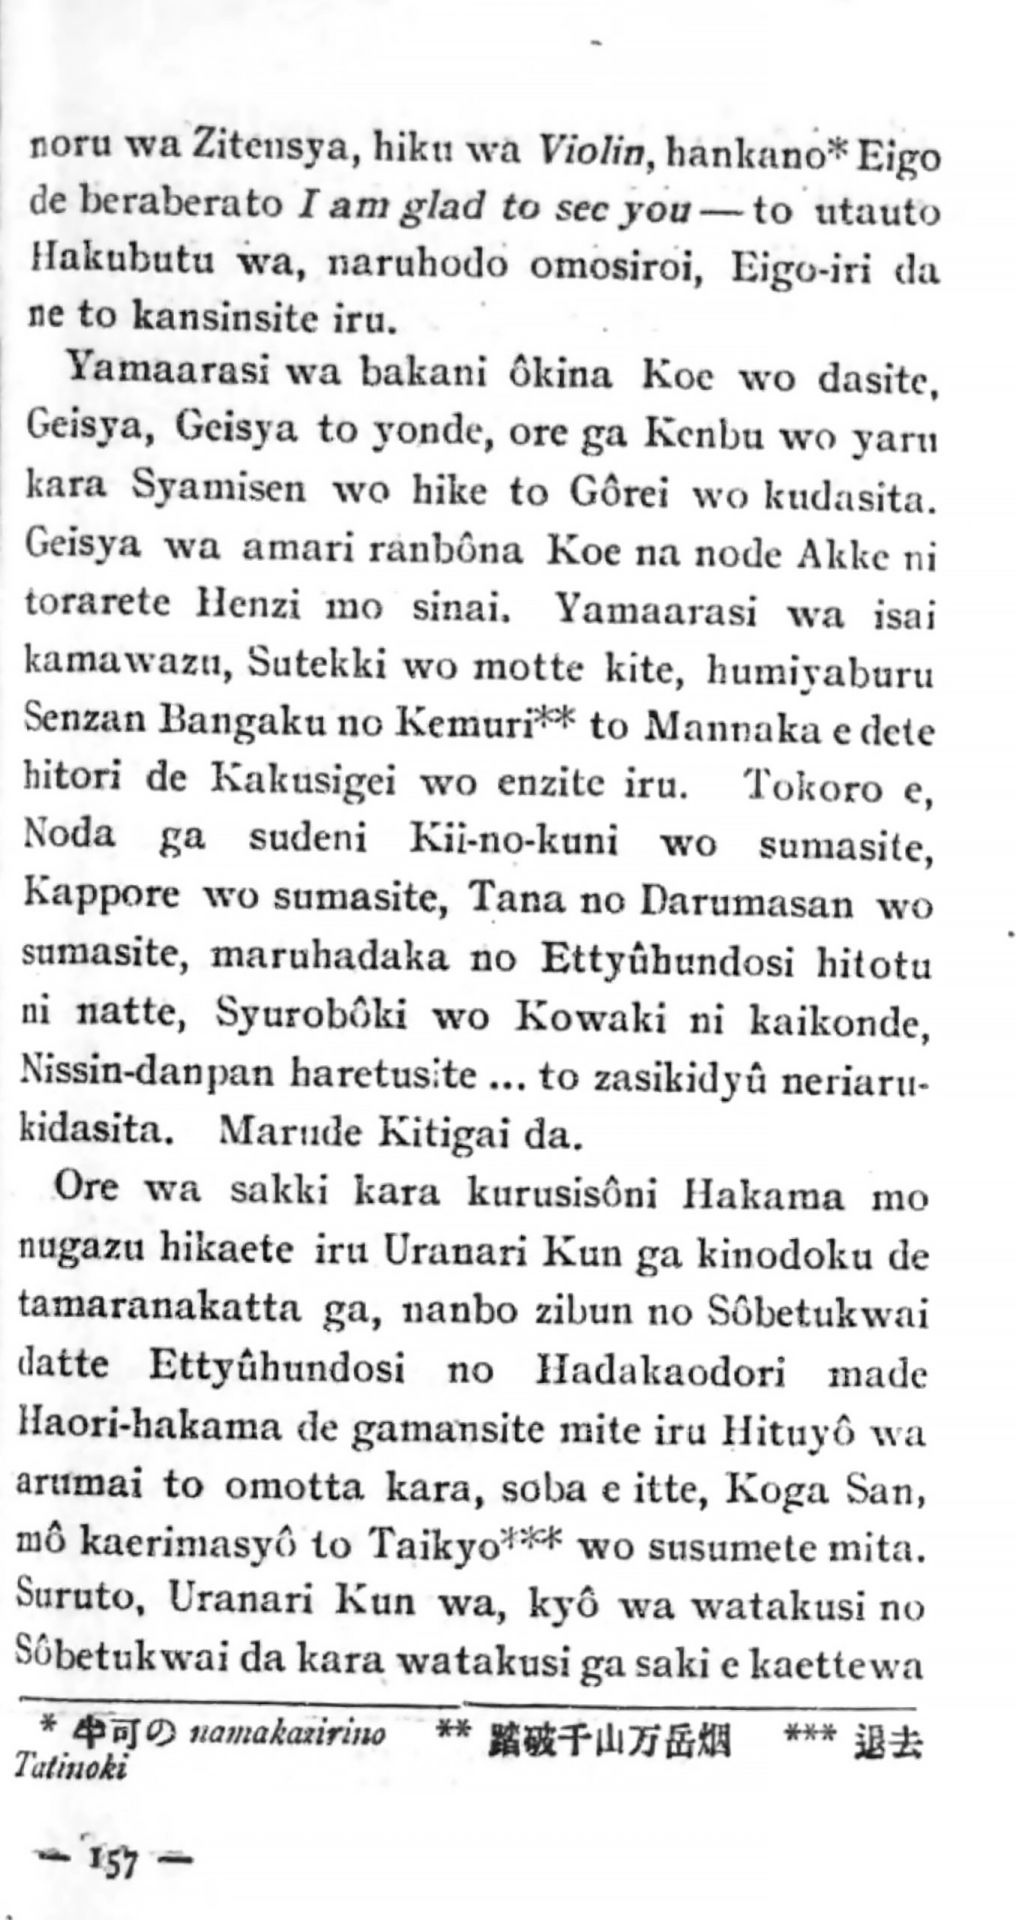 noru wa Zitensya, hiku wa Violin, hankano* Eigo
de beraberato I am glad to see you — to utauto
Hakubutu wa, naruhodo omosiroi, Eigo-iri da
ne to kansinsite iru.
Yamaarasi wa bakani ôkina Koe wo dasite,
Geisya, Geisya to yonde, ore ga Kenbu wo yaru
kara Syamisen wo hike to Gôrei wo kudasita.
Geisya wa amari ranbôna Koe na node Akke ni
torarete Henzi mo sinai. Yamaarasi wa isai
kamawazu, Sutekki wo motte kite, humiyaburu
Senzan Bangaku no Kemuri** to Mannaka e dete
hitori de Kakusigei wo enzite iru. Tokoro e,
Noda ga sudeni Kii-no-kuni wo sumasite,
Kappore wo sumasite, Tana no Darumasan wo
sumasite, maruhadaka no Ettyûhundosi hitotu
ni natte, Syurobôki wo Kowaki ni kaikonde,
Nissin-danpan haretusite ... to zasikidyû neriaru-
kidasita. Marude Kitigai da.
Ore wa sakki kara kurusisôni Hakama mo
nugazu hikaete iru Uranari Kun ga kinodoku de
tamaranakatta ga, nanbo zibun no Sôbetukwai
datte Ettyûhundosi no Hadakaodori made
Haori-hakama de gamansite mite iru Hituyô wa
arumai to omotta kara, soba e itte, Koga San,
mô kaerimasyô to Taikyo*** wo susumete mita.
Suruto, Uranari Kun wa, kyô wa watakusi no
Sôbetukwai da kara watakusi ga saki e kaettewa
* 半可の namakazirino ** 踏破千山万岳烟 *** 退去
Tatinoki
— 157 —